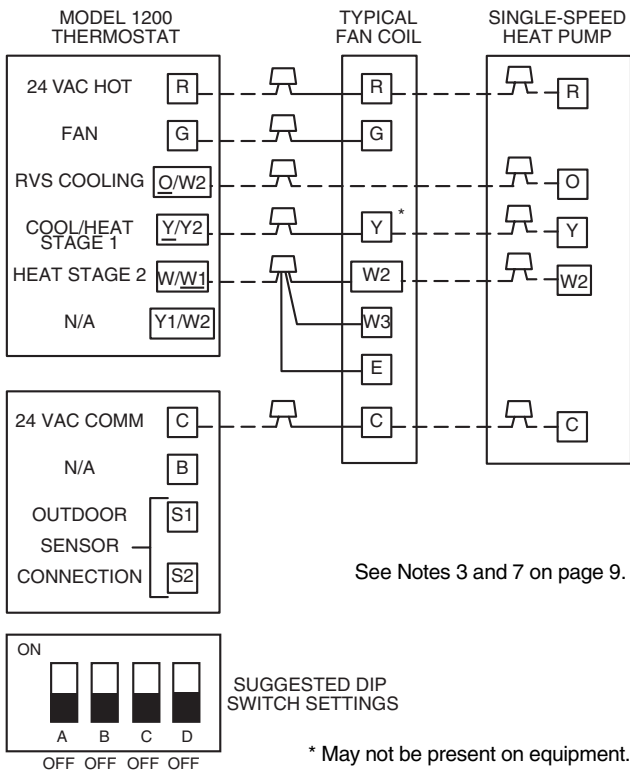 MODEL 1200
THERMOSTAT
TYPICAL
FAN COIL
SINGLE-SPEED
HEAT PUMP
24 VAC HOT R R R
FAN G G
RVS COOLING O/W2 O
COOL/HEAT
STAGE 1 Y/Y2 Y * Y
HEAT STAGE 2 W/W1 W2 W2
N/A Y1/W2 W3
E
24 VAC COMM C C C
N/A B
OUTDOOR S1
SENSOR
CONNECTION S2
See Notes 3 and 7 on page 9.
ON
A B C D
OFF OFF OFF OFF
SUGGESTED DIP
SWITCH SETTINGS
* May not be present on equipment.